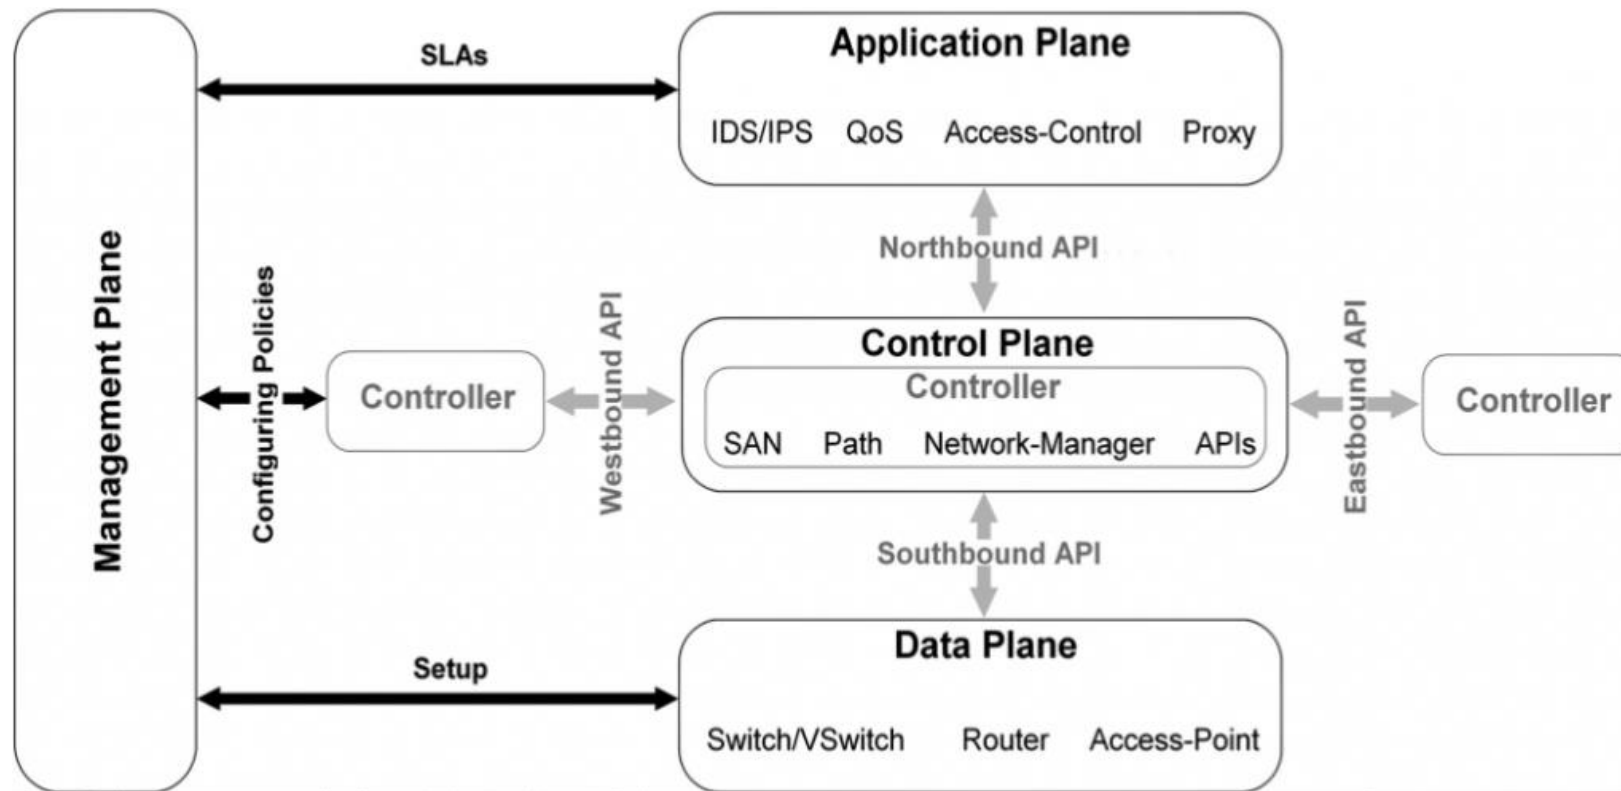 SLAs
Application Plane
IDS/IPS QoS Access-Control Proxy
Northbound API
Management Plane
Configuring Policies
Controller
Westbound API
Control Plane
Controller
SAN Path Network-Manager APIs
Eastbound API
Controller
Southbound API
Setup
Data Plane
Switch/VSwitch Router Access-Point